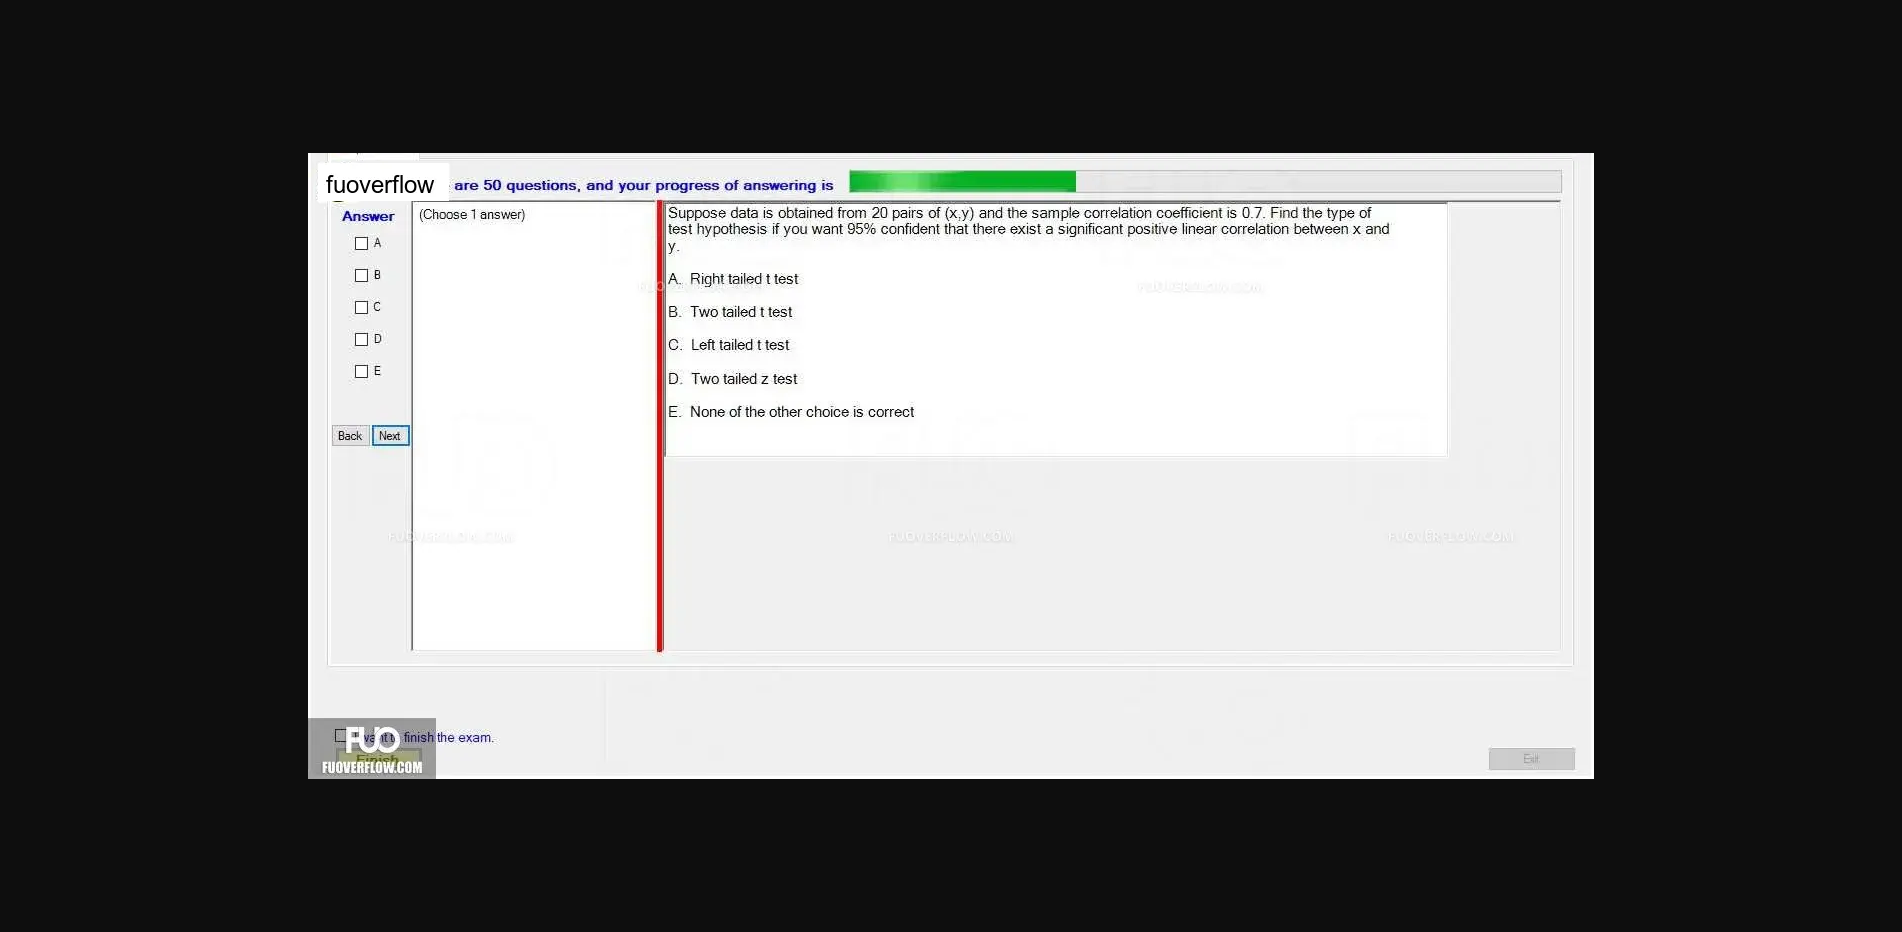 fuoverflow are 50 questions, and your progress of answering is
Answer
(Choose 1 answer)
A
B
C
D
E
Back Next
Suppose data is obtained from 20 pairs of (x,y) and the sample correlation coefficient is 0.7. Find the type of
test hypothesis if you want 95% confident that there exist a significant positive linear correlation between x and
y.
A. Right tailed t test
B. Two tailed t test
C. Left tailed t test
D. Two tailed z test
E. None of the other choice is correct
FUOVERFLOW.COM
FUOVERFLOW.COM FUOVERFLOW.COM FUOVERFLOW.COM
I want to finish the exam.
Finish
FUO
FUOVERFLOW.COM
Exit